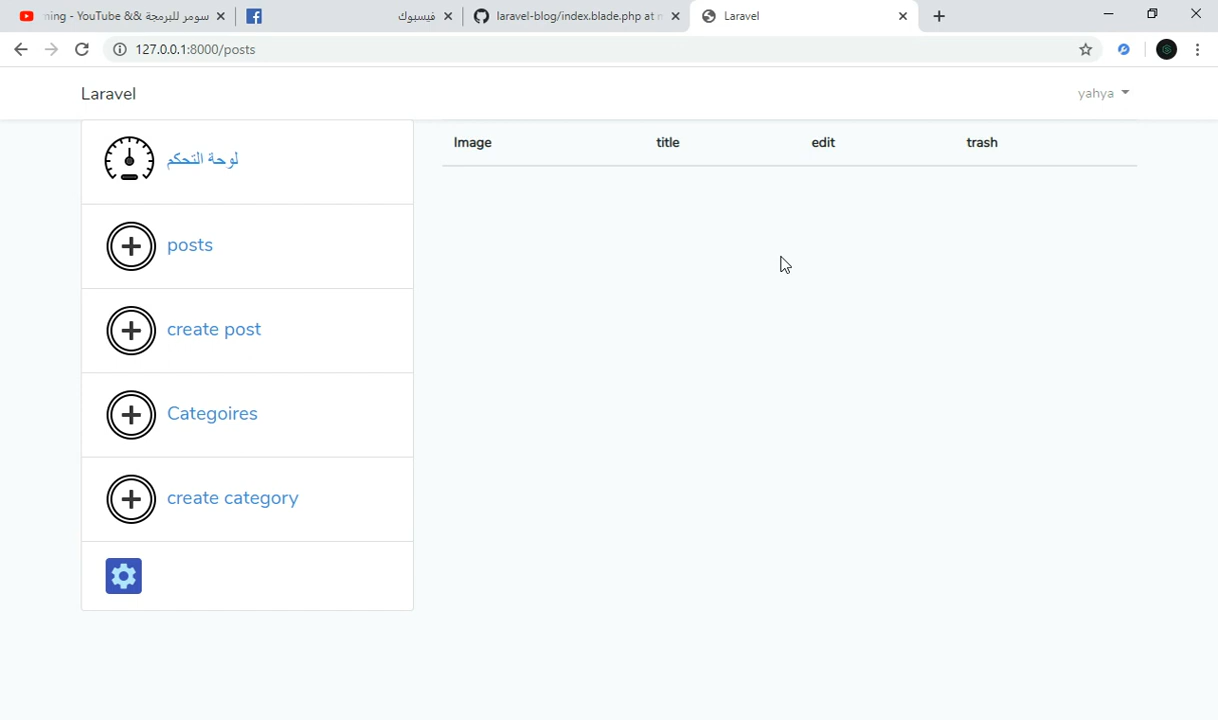 ning - YouTube && سومر للبرمجة
فيسبوك
laravel-blog/index.blade.php at n
Laravel
127.0.0.1:8000/posts
Laravel
yahya
لوحة التحكم
posts
create post
Categoires
create category
Image title edit trash